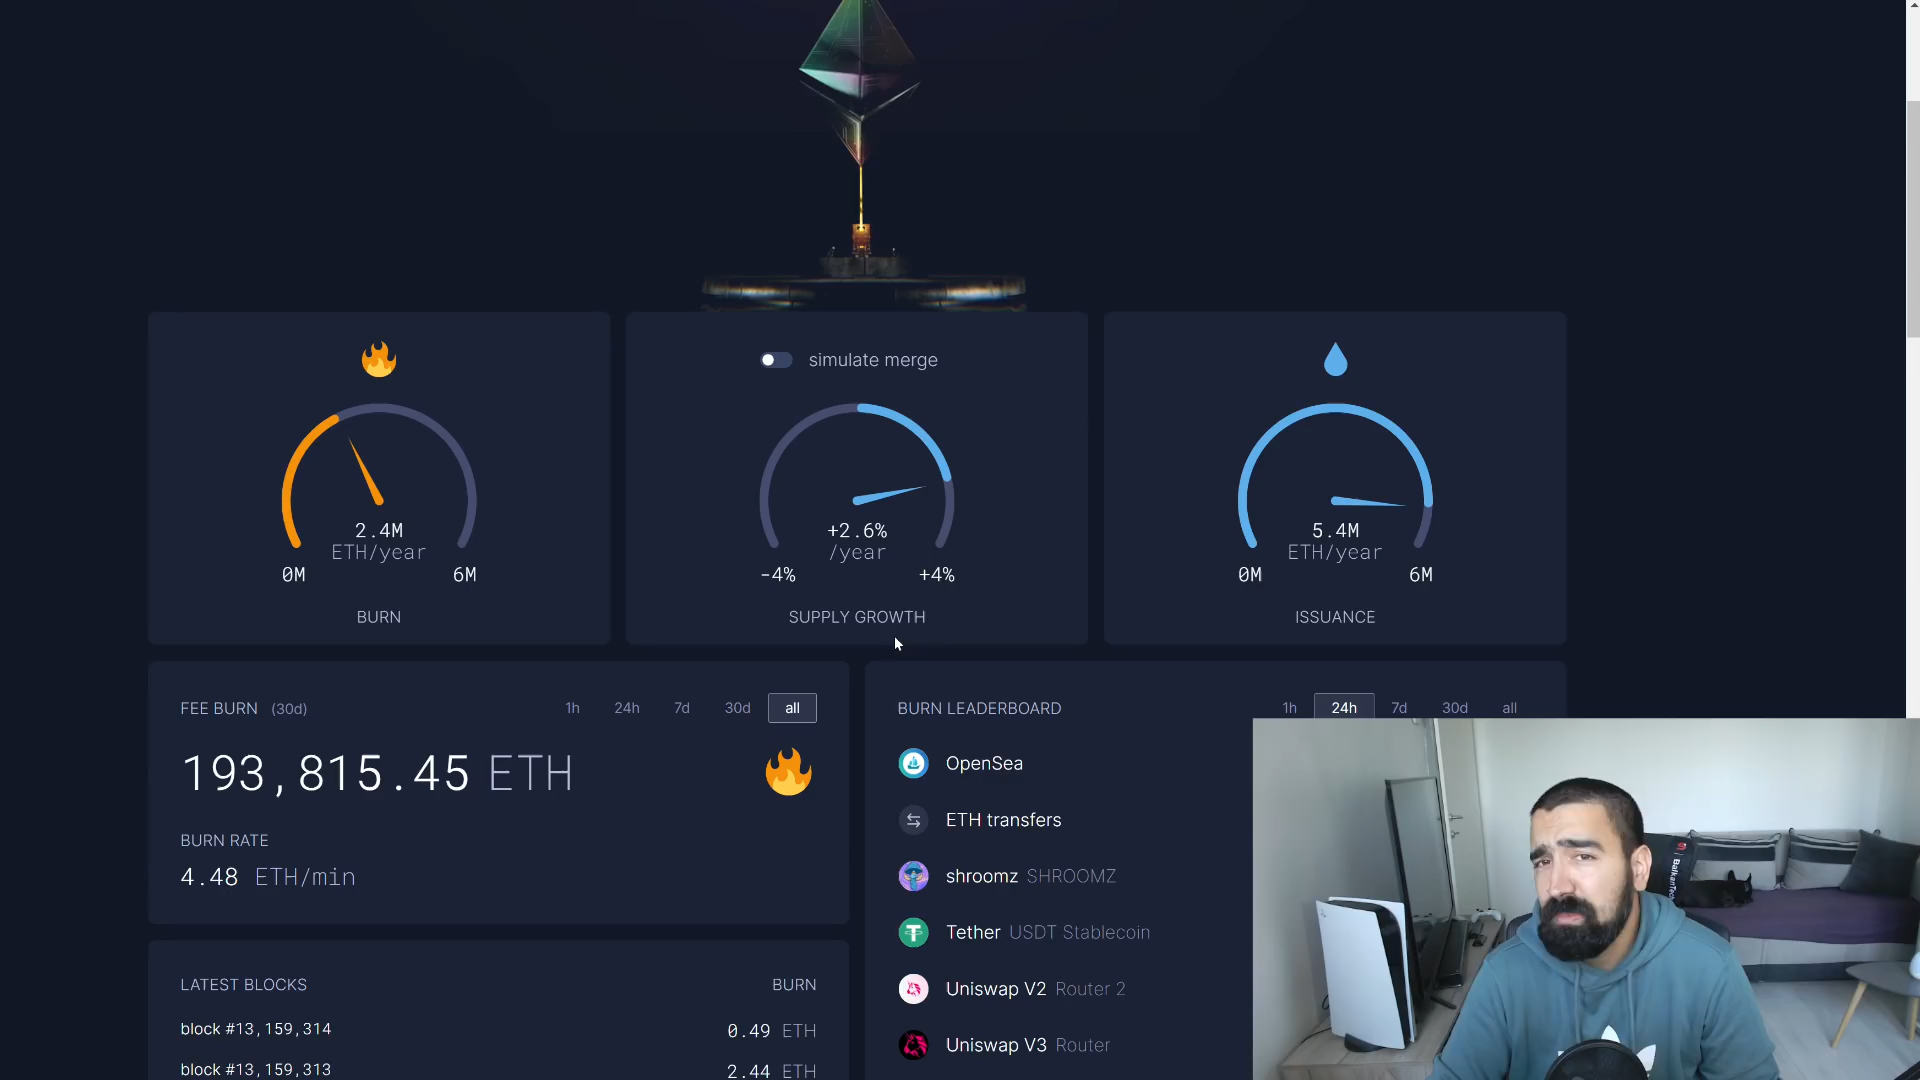 simulate merge
2.4M
ETH/year
0M
6M
BURN
+2.6%
/year
-4%
+4%
SUPPLY GROWTH
5.4M
ETH/year
0M
6M
ISSUANCE
FEE BURN (30d)
1h 24h 7d 30d all
193,815.45 ETH
BURN RATE
4.48 ETH/min
LATEST BLOCKS BURN
block #13,159,314 0.49 ETH
block #13,159,313 2.44 ETH
BURN LEADERBOARD
1h 24h 7d 30d all
OpenSea
ETH transfers
shroomz SHROOMZ
Tether USDT Stablecoin
Uniswap V2 Router 2
Uniswap V3 Router
BalkanTech